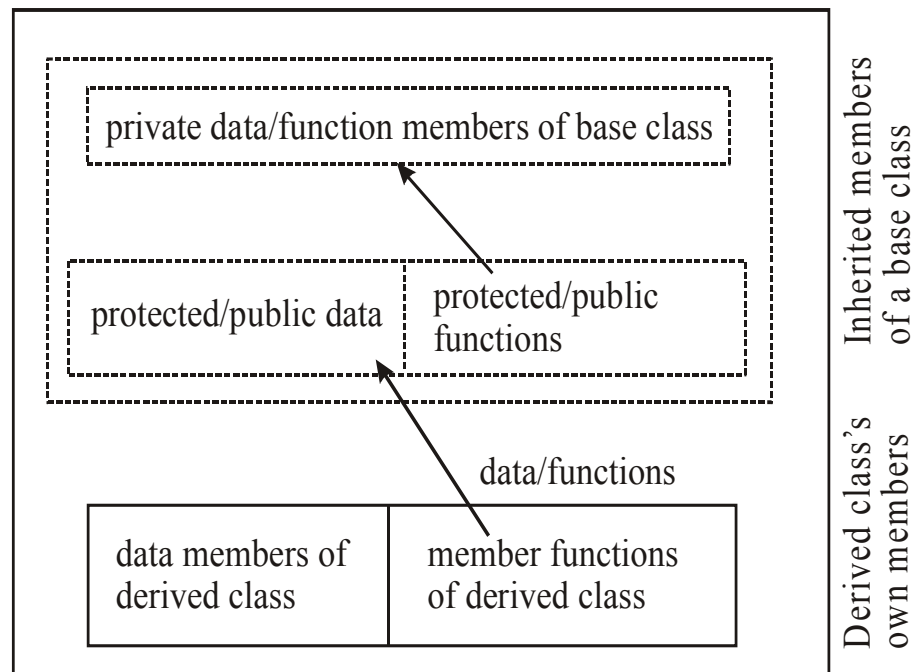 private data/function members of base class
protected/public data
protected/public
functions
data/functions
data members of
derived class
member functions
of derived class
Inherited members
of a base class
Derived class’s
own members